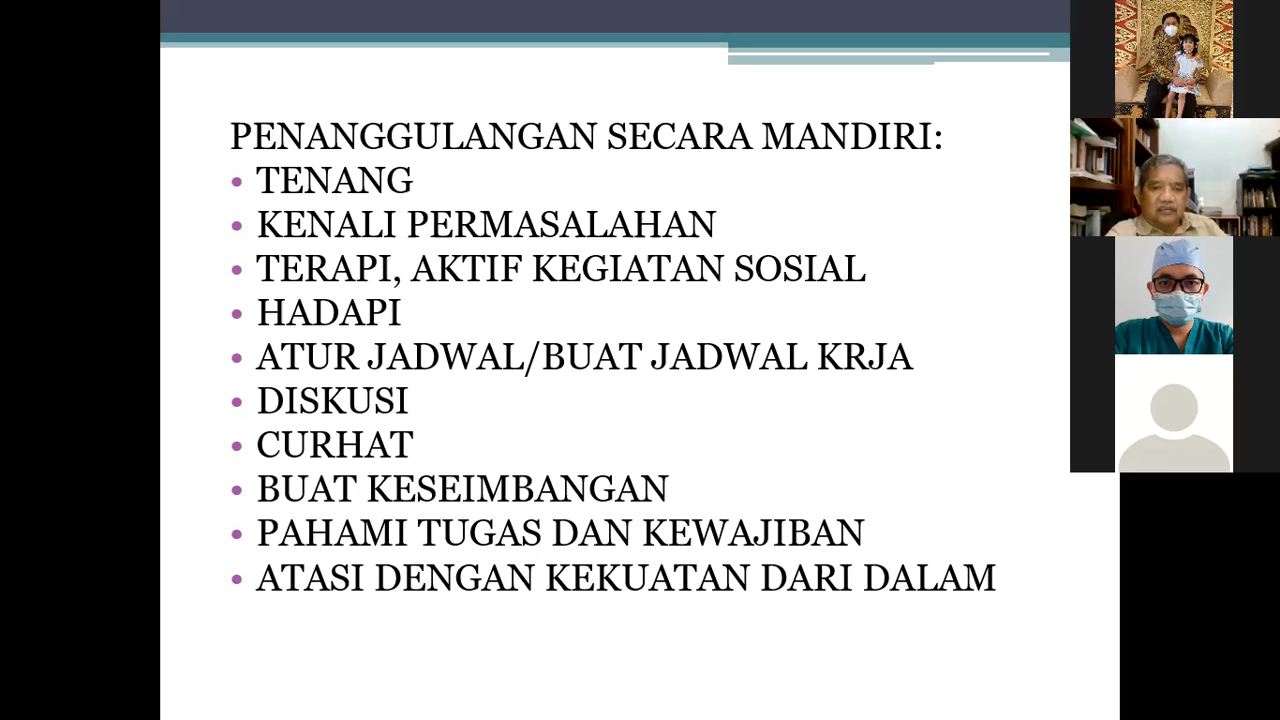 PENANGGULANGAN SECARA MANDIRI:
• TENANG
• KENALI PERMASALAHAN
• TERAPI, AKTIF KEGIATAN SOSIAL
• HADAPI
• ATUR JADWAL/BUAT JADWAL KRJA
• DISKUSI
• CURHAT
• BUAT KESEIMBANGAN
• PAHAMI TUGAS DAN KEWAJIBAN
• ATASI DENGAN KEKUATAN DARI DALAM